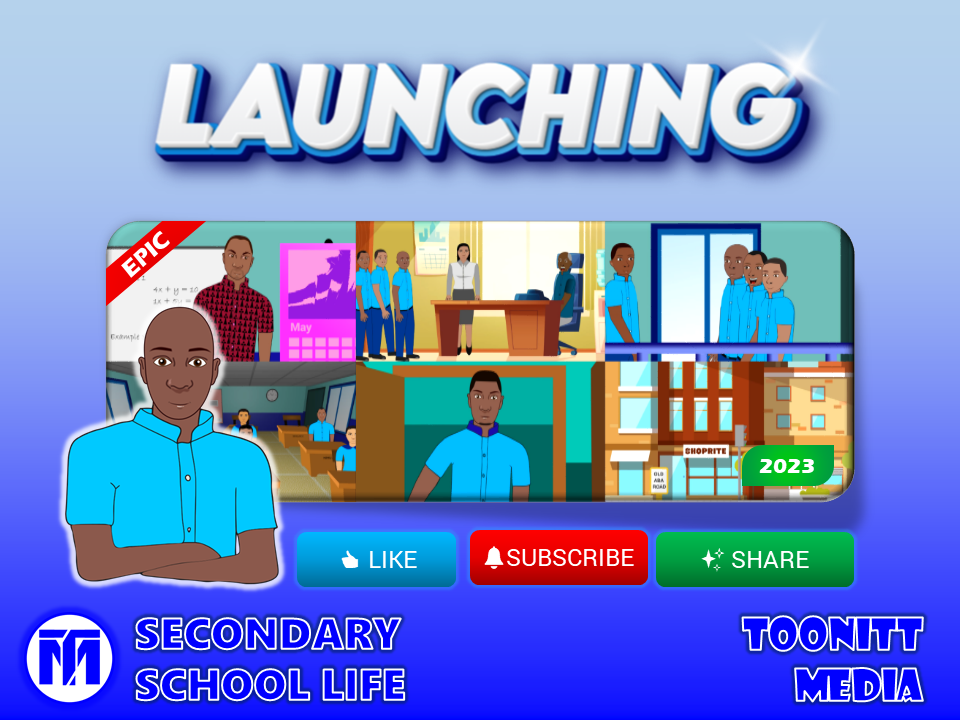 LAUNCHING
EPIC
4x + y = 10
Example
May
SHOPRITE
OLD
ABA
ROAD
2023
LIKE
SUBSCRIBE
SHARE
SECONDARY
SCHOOL LIFE
TOONITT
MEDIA